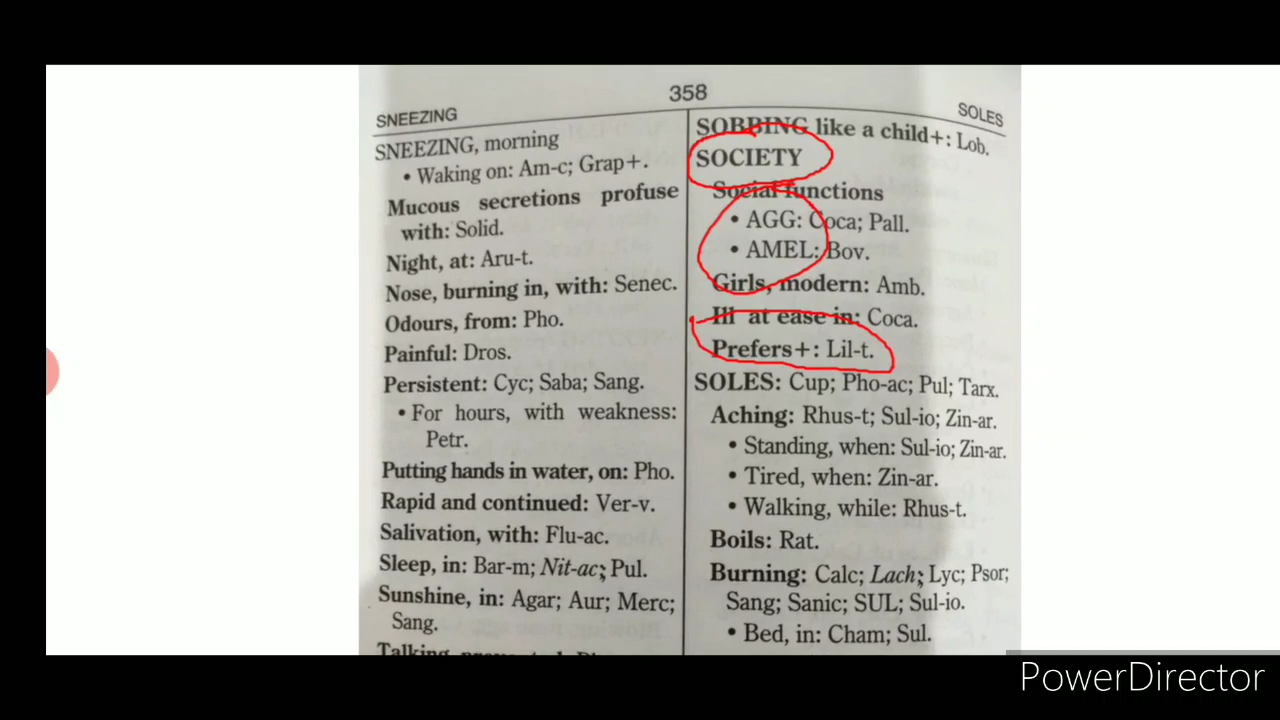 358
SNEEZING
SOLES
SNEEZING, morning
• Waking on: Am-c; Grap+.
Mucous secretions profuse
with: Solid.
Night, at: Aru-t.
Nose, burning in, with: Senec.
Odours, from: Pho.
Painful: Dros.
Persistent: Cyc; Saba; Sang.
• For hours, with weakness:
Petr.
Putting hands in water, on: Pho.
Rapid and continued: Ver-v.
Salivation, with: Flu-ac.
Sleep, in: Bar-m; Nit-ac; Pul.
Sunshine, in: Agar; Aur; Merc;
Sang.
Talking,
SOBBING like a child+: Lob.
SOCIETY
Social functions
• AGG: Coca; Pall.
• AMEL: Bov.
Girls, modern: Amb.
Ill at ease in: Coca.
Prefers+: Lil-t.
SOLES: Cup; Pho-ac; Pul; Tarx.
Aching: Rhus-t; Sul-io; Zin-ar.
• Standing, when: Sul-io; Zin-ar.
• Tired, when: Zin-ar.
• Walking, while: Rhus-t.
Boils: Rat.
Burning: Calc; Lach; Lyc; Psor;
Sang; Sanic; SUL; Sul-io.
• Bed, in: Cham; Sul.
PowerDirector